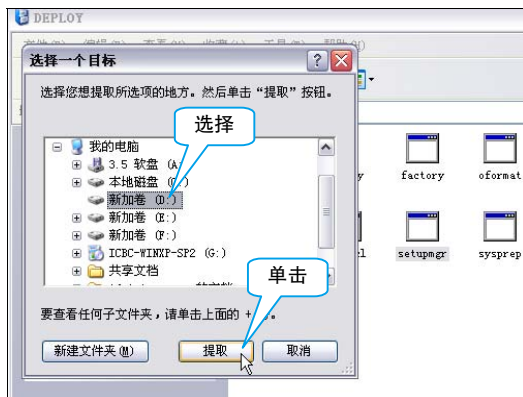 DEPLOY
选择一个目标
选择您想提取所选项的地方。然后单击“提取”按钮。
选择
我的电脑
3.5 软盘 (A
本地磁盘
新加卷 (D:)
新加卷 (E:)
新加卷 (F:)
ICBC-WINXP-SP2 (G:)
共享文档
单击
要查看任何子文件夹，请单击上面的 +
新建文件夹(M)
提取
取消
factory
oformat
setupmgr
sysprep